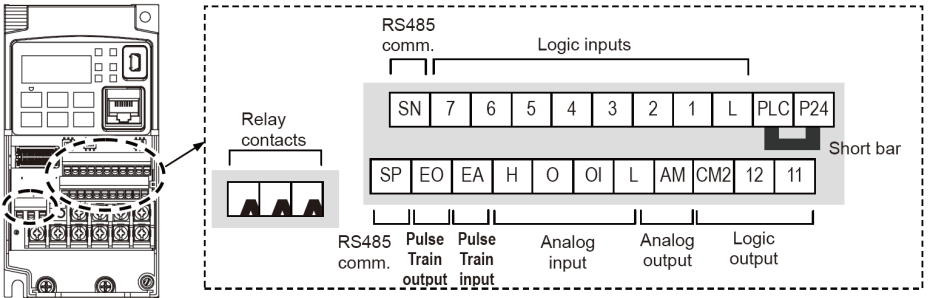 RS485
comm.
Logic inputs
SN 7 6 5 4 3 2 1 L PLC P24
Short bar
Relay
contacts
SP EO EA H O OI L AM CM2 12 11
RS485
comm.
Pulse
Train
output
Pulse
Train
input
Analog
input
Analog
output
Logic
output